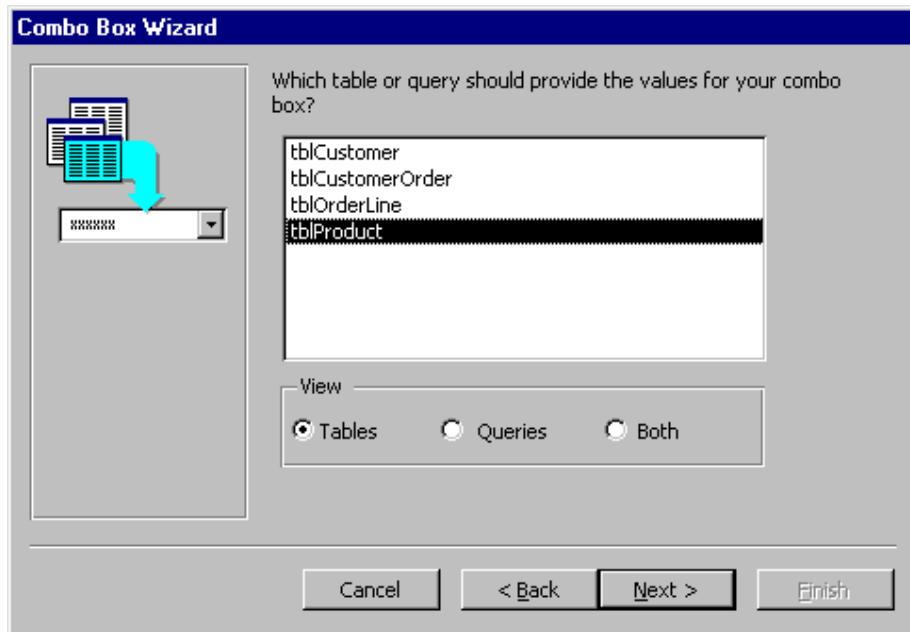 Combo Box Wizard
Which table or query should provide the values for your combo
box?
tblCustomer
tblCustomerOrder
tblOrderLine
tblProduct
xxxxxx
View
Tables
Queries
Both
Cancel
< Back
Next >
Finish